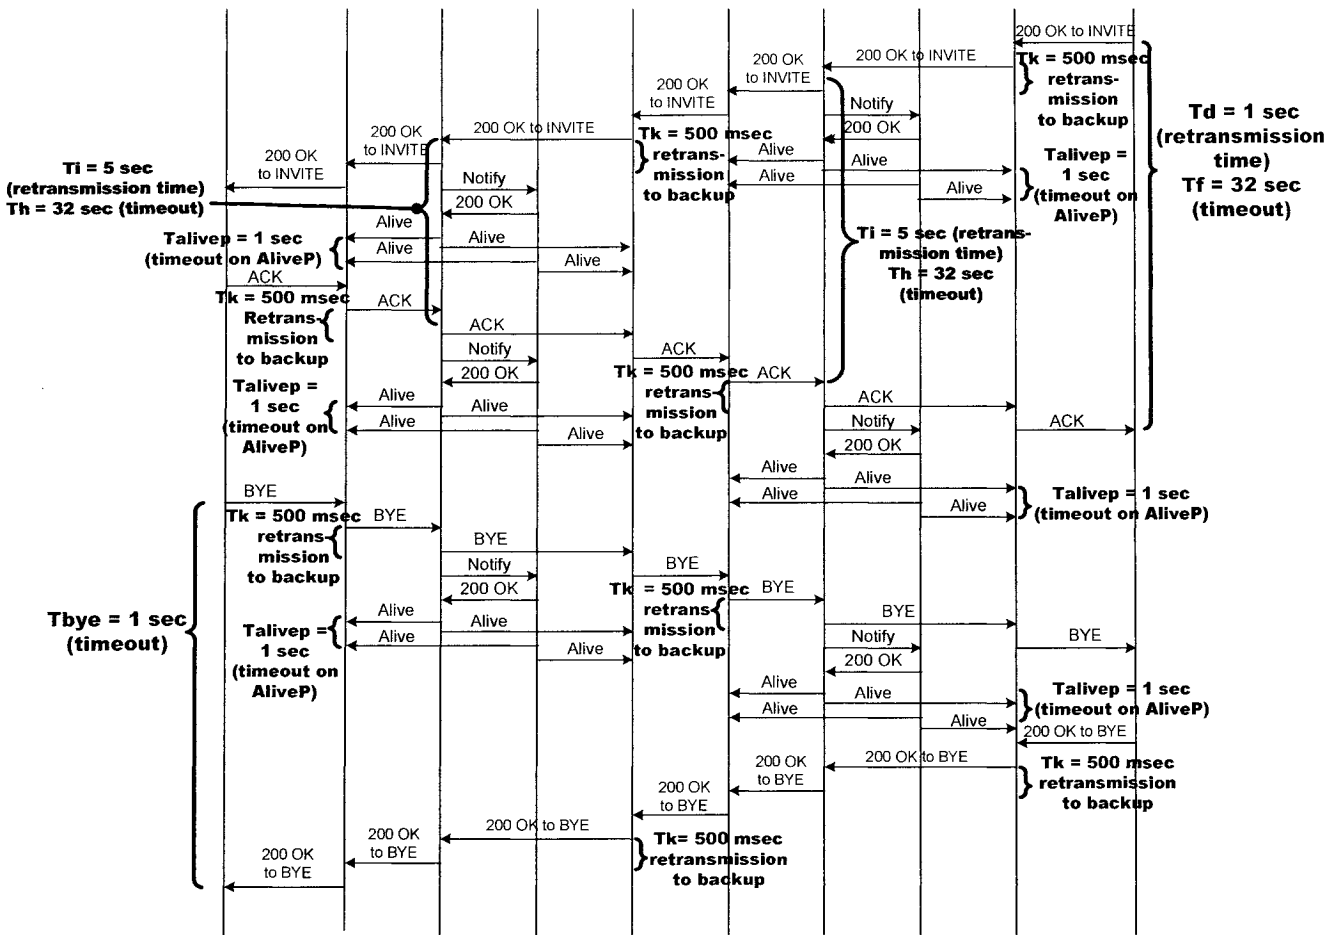 200 OK to INVITE
200 OK to INVITE
Tk = 500 msec
retrans-
mission
to backup
200 OK
to INVITE
200 OK
to INVITE
Notify
Td = 1 sec
(retransmission
time)
Tf = 32 sec
(timeout)
200 OK
200 OK to INVITE
Tk = 500 msec
retrans-
mission
to backup
200 OK
to INVITE
Alive
Alive
Alive
Alive
Talivep =
1 sec
(timeout on
AliveP)
200 OK
to INVITE
Ti = 5 sec
(retransmission time)
Th = 32 sec (timeout)
Notify
200 OK
Alive
Alive
Alive
Alive
Talivep = 1 sec
(timeout on AliveP)
Ti = 5 sec (retrans-
mission time)
Th = 32 sec
(timeout)
ACK
Tk = 500 msec
Retrans-
mission
to backup
ACK
ACK
Notify
200 OK
ACK
Tk = 500 msec
retrans-
mission
to backup
ACK
Talivep =
1 sec
(timeout on
AliveP)
Alive
Alive
Alive
Alive
ACK
Notify
ACK
200 OK
Alive
Alive
Alive
Alive
Talivep = 1 sec
(timeout on AliveP)
BYE
Tk = 500 msec
retrans-
mission
to backup
BYE
BYE
Notify
200 OK
BYE
Tk = 500 msec
retrans-
mission
to backup
BYE
Tbye = 1 sec
(timeout)
Alive
Alive
Alive
Alive
Talivep =
1 sec
(timeout on
AliveP)
BYE
Notify
BYE
200 OK
Alive
Alive
Alive
Alive
Talivep = 1 sec
(timeout on AliveP)
200 OK to BYE
200 OK to BYE
Tk = 500 msec
retransmission
to backup
200 OK
to BYE
200 OK
to BYE
200 OK to BYE
Tk= 500 msec
retransmission
to backup
200 OK
to BYE
200 OK
to BYE